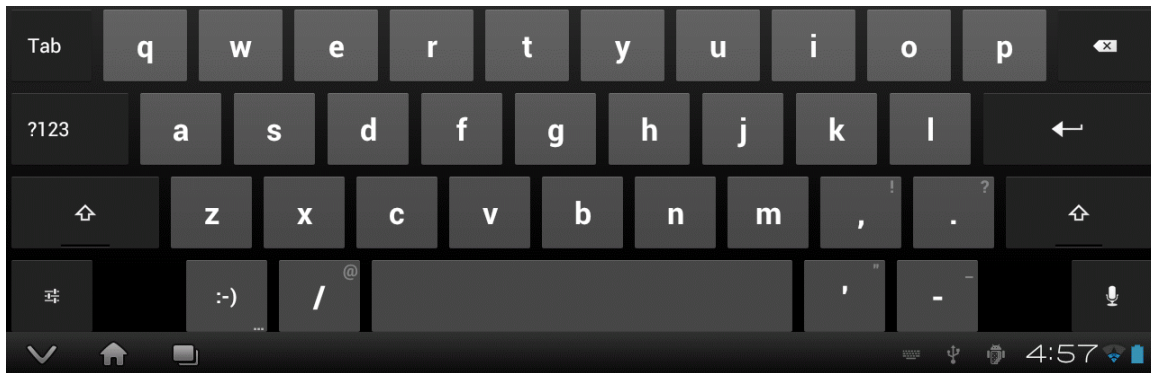 Tab q w e r t y u i o p
?123 a s d f g h j k l
z x c v b n m , ! . ?
:-) ... / @ ' " - _
4:57